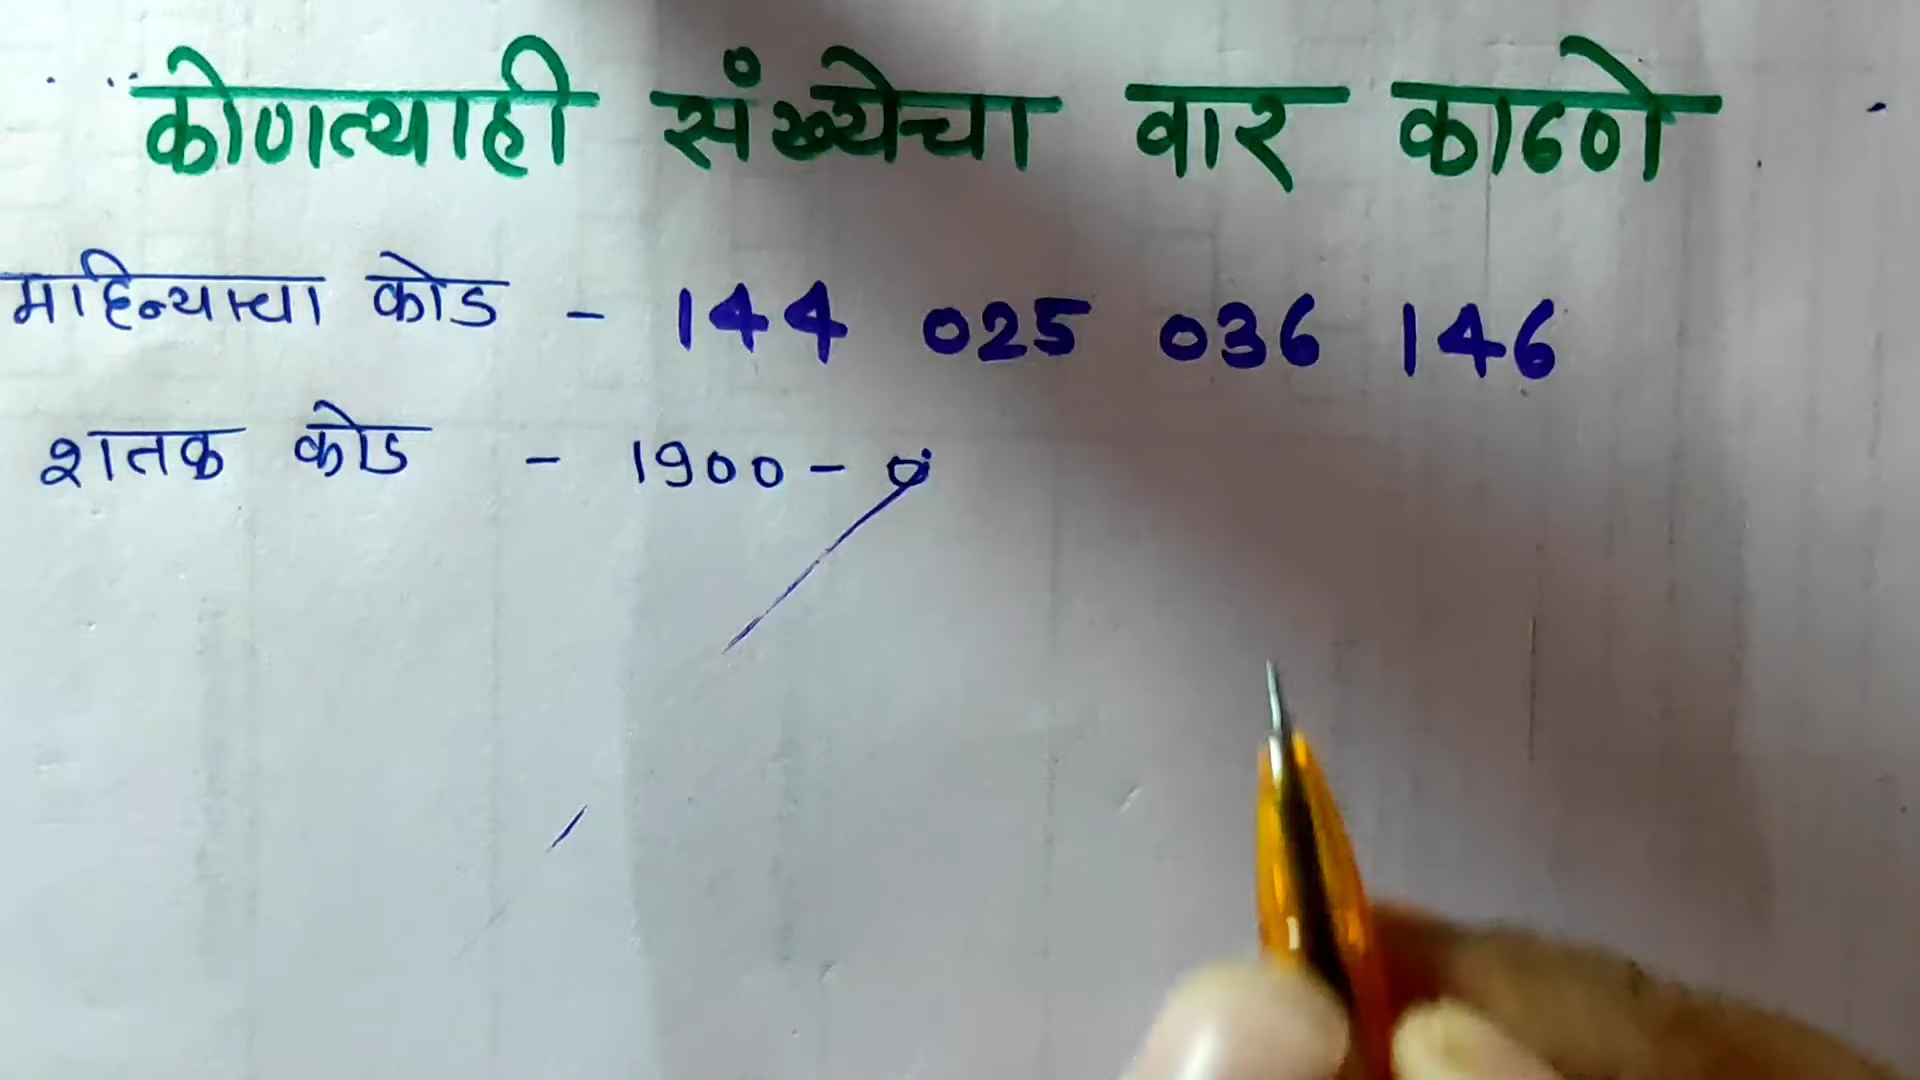 कोणत्याही संख्येचा वार काढणे
महिन्याचा कोड - 144 025 036 146
शतक कोड - 1900 - 0